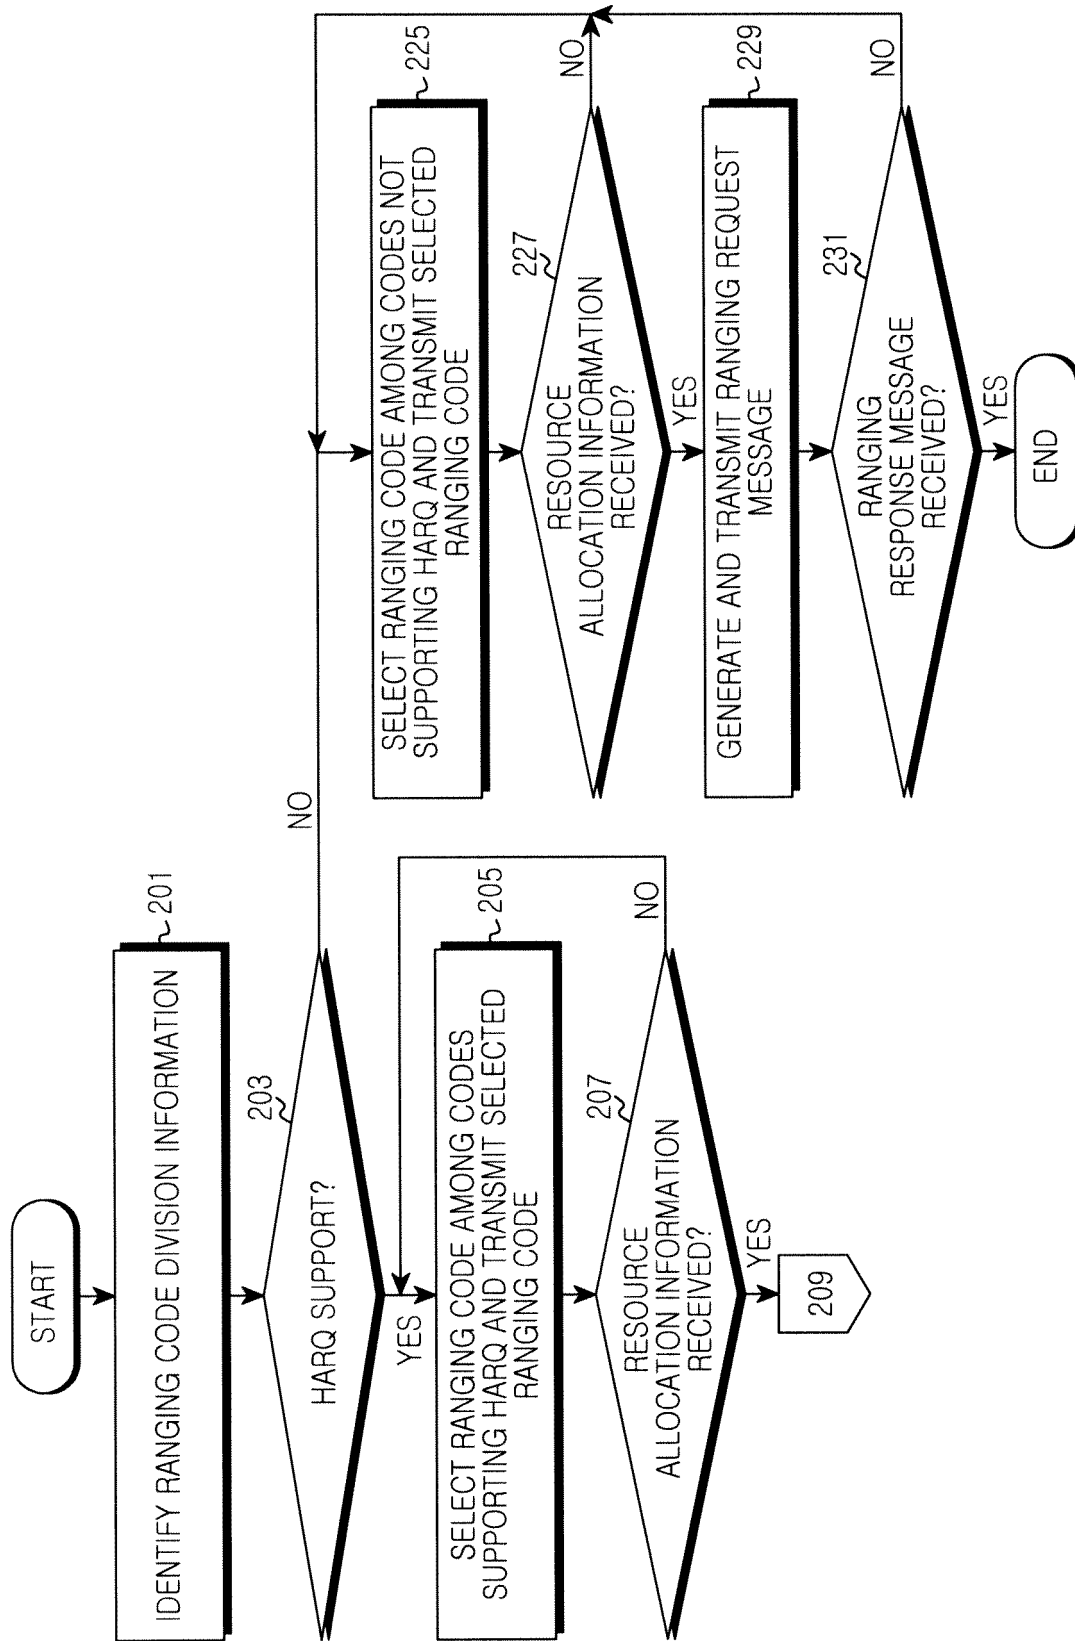 START
IDENTIFY RANGING CODE DIVISION INFORMATION
201
HARQ SUPPORT?
203
NO
YES
SELECT RANGING CODE AMONG CODES
SUPPORTING HARQ AND TRANSMIT SELECTED
RANGING CODE
205
RESOURCE
ALLOCATION INFORMATION
RECEIVED?
207
NO
YES
209
SELECT RANGING CODE AMONG CODES NOT
SUPPORTING HARQ AND TRANSMIT SELECTED
RANGING CODE
225
RESOURCE
ALLOCATION INFORMATION
RECEIVED?
227
NO
YES
GENERATE AND TRANSMIT RANGING REQUEST
MESSAGE
229
RANGING
RESPONSE MESSAGE
RECEIVED?
231
NO
YES
END